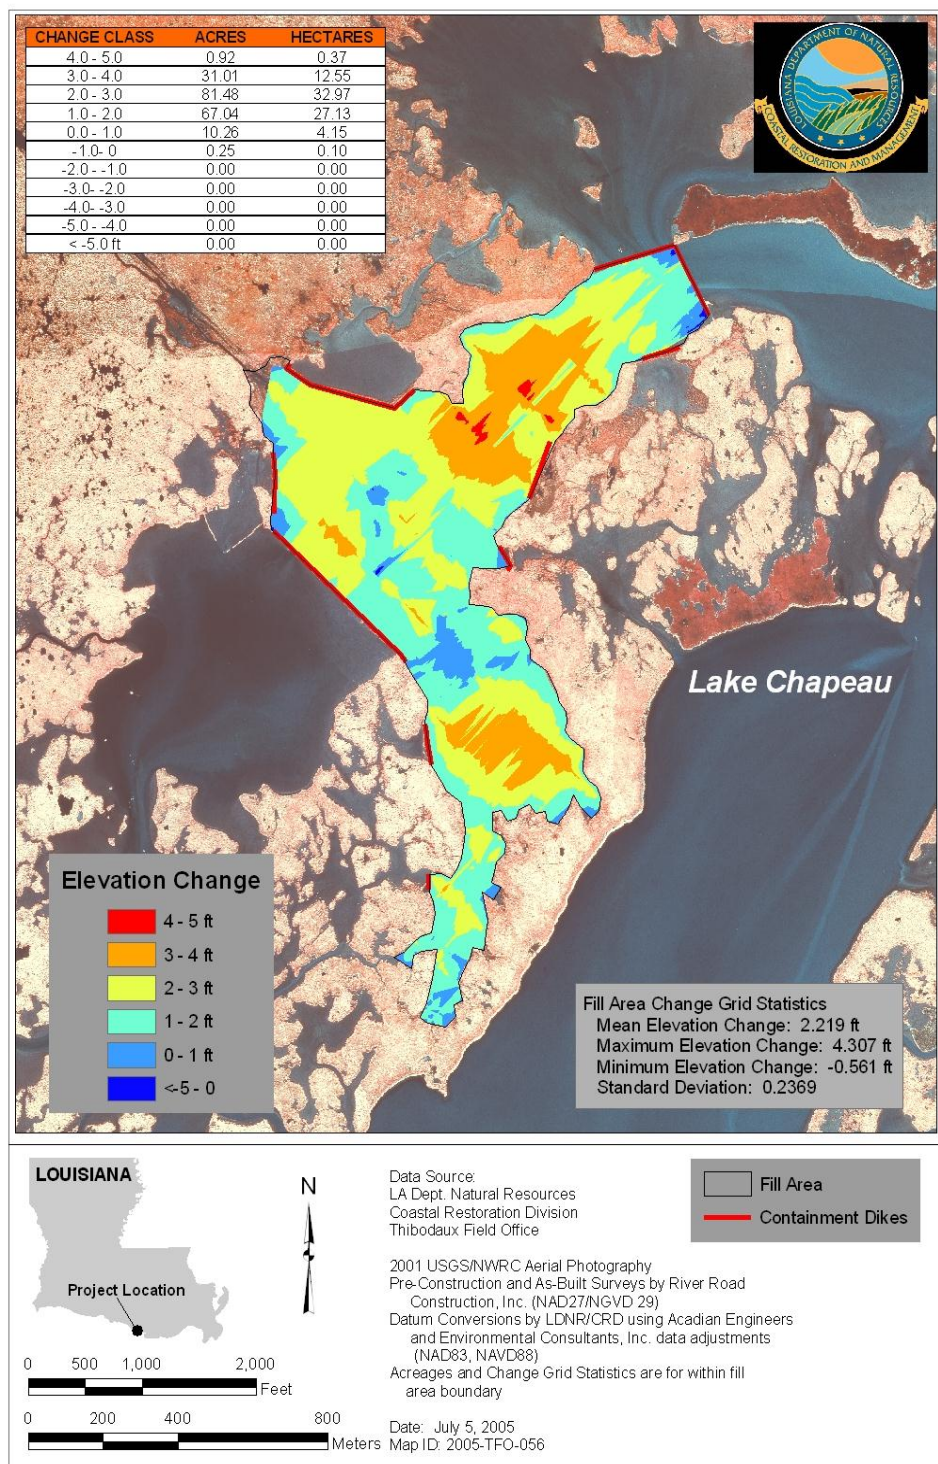 CHANGE CLASS ACRES HECTARES
4.0 - 5.0 0.92 0.37
3.0 - 4.0 31.01 12.55
2.0 - 3.0 81.48 32.97
1.0 - 2.0 67.04 27.13
0.0 - 1.0 10.26 4.15
-1.0- 0 0.25 0.10
-2.0 - -1.0 0.00 0.00
-3.0- -2.0 0.00 0.00
-4.0- -3.0 0.00 0.00
-5.0 - -4.0 0.00 0.00
< -5.0 ft 0.00 0.00
LOUISIANA DEPARTMENT OF NATURAL RESOURCES
COASTAL RESTORATION AND MANAGEMENT
Lake Chapeau
Elevation Change
4 - 5 ft
3 - 4 ft
2 - 3 ft
1 - 2 ft
0 - 1 ft
<-5 - 0
Fill Area Change Grid Statistics
Mean Elevation Change: 2.219 ft
Maximum Elevation Change: 4.307 ft
Minimum Elevation Change: -0.561 ft
Standard Deviation: 0.2369
LOUISIANA
Project Location
N
0 500 1,000 2,000
Feet
0 200 400 800
Meters
Data Source:
LA Dept. Natural Resources
Coastal Restoration Division
Thibodaux Field Office
2001 USGS/NWRC Aerial Photography
Pre-Construction and As-Built Surveys by River Road
Construction, Inc. (NAD27/NGVD 29)
Datum Conversions by LDNR/CRD using Acadian Engineers
and Environmental Consultants, Inc. data adjustments
(NAD83, NAVD88)
Acreages and Change Grid Statistics are for within fill
area boundary
Date: July 5, 2005
Map ID: 2005-TFO-056
Fill Area
Containment Dikes